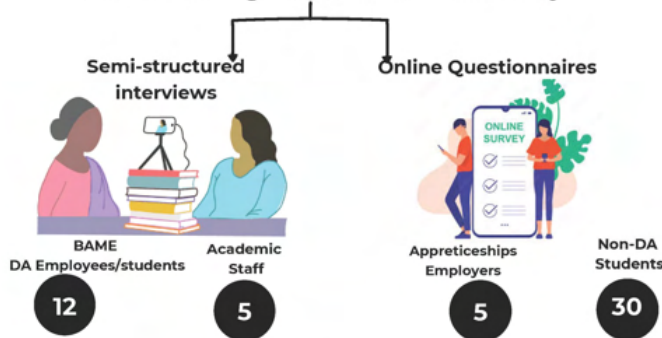 Semi-structured
interviews
Online Questionnaires
ONLINE
SURVEY
BAME
DA Employees/students
Academic
Staff
Appreticeships
Employers
Non-DA
Students
12
5
5
30